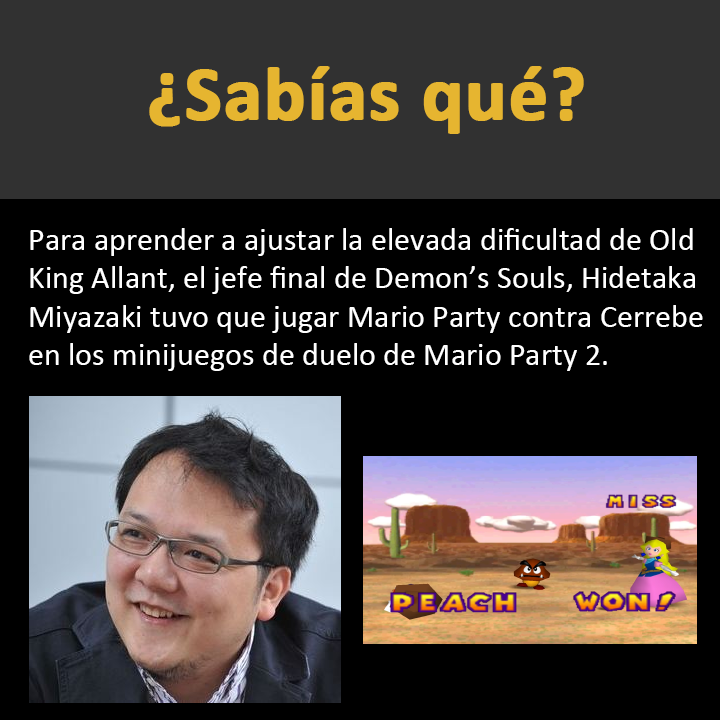 ¿Sabías qué?
Para aprender a ajustar la elevada dificultad de Old
King Allant, el jefe final de Demon’s Souls, Hidetaka
Miyazaki tuvo que jugar Mario Party contra Cerrebe
en los minijuegos de duelo de Mario Party 2.
MISS
PEACH WON!